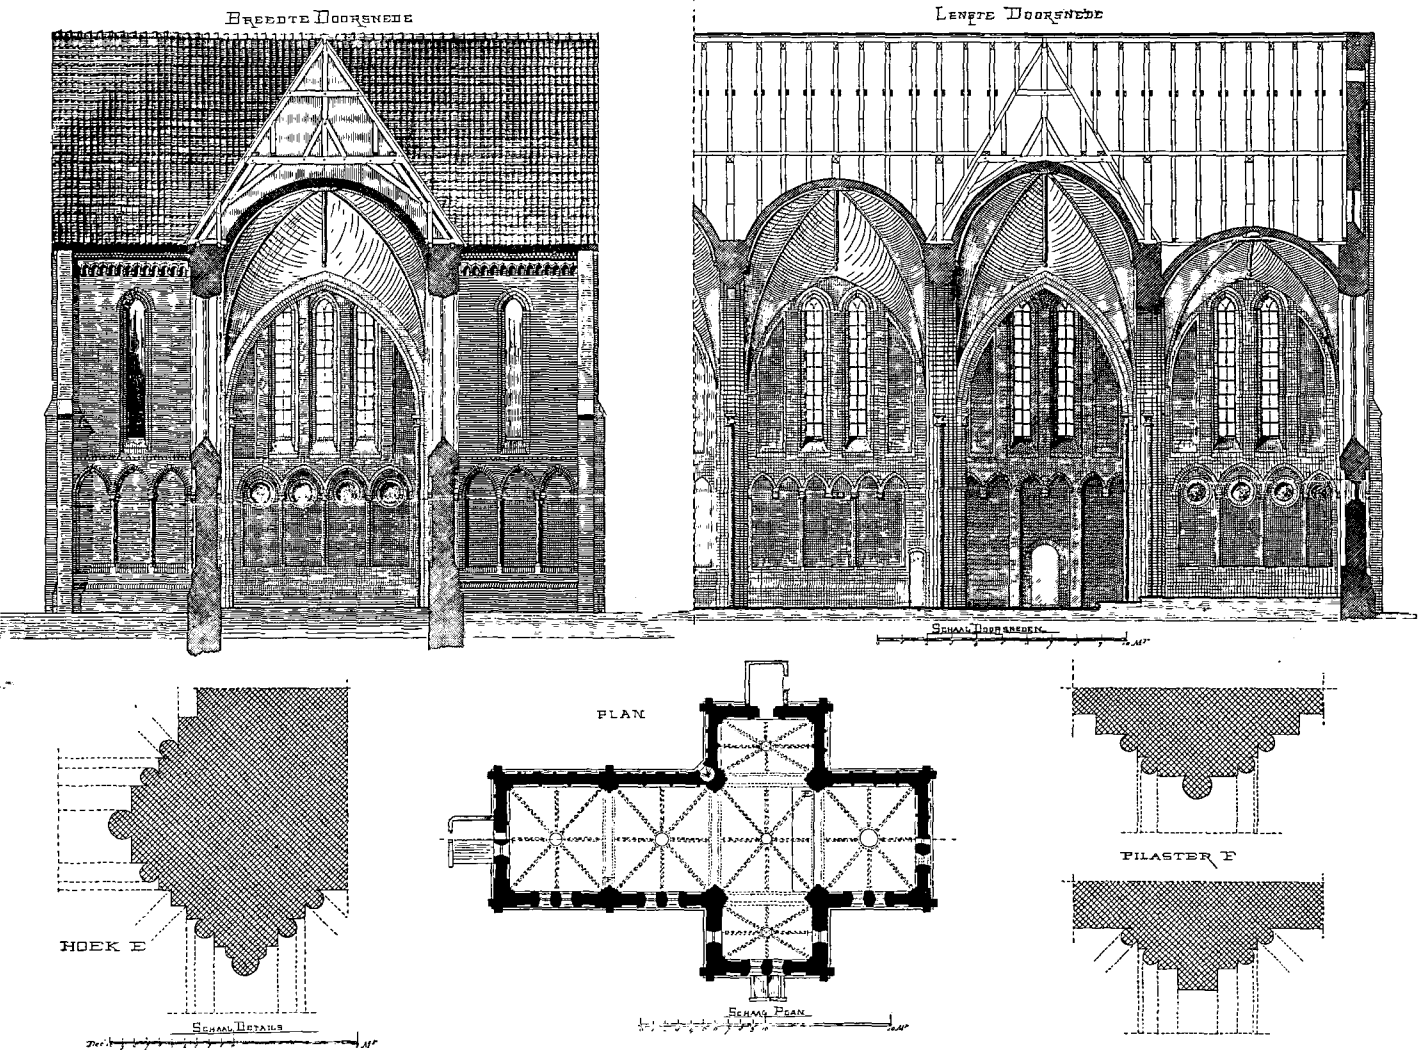 BREEDTE DOORSNEDE
LENGTE DOORSNEDE
SCHAAL DOORSNEDEN
PLAN
PILASTER F
HOEK E
SCHAAL PLAN
SCHAAL DETAILS